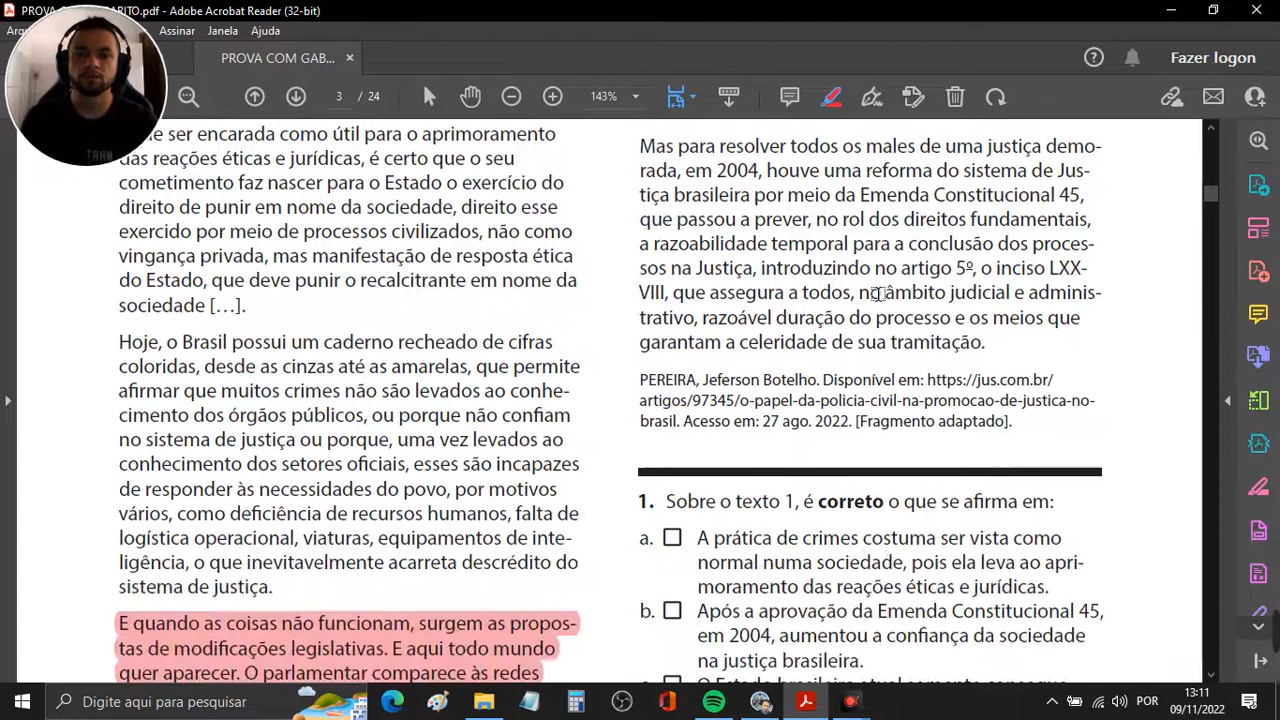 PROVA COM GABARITO.pdf - Adobe Acrobat Reader (32-bit)
Assinar Janela Ajuda
PROVA COM GAB...
Fazer logon
3 / 24
143%
ser encarada como útil para o aprimoramento
das reações éticas e jurídicas, é certo que o seu
cometimento faz nascer para o Estado o exercício do
direito de punir em nome da sociedade, direito esse
exercido por meio de processos civilizados, não como
vingança privada, mas manifestação de resposta ética
do Estado, que deve punir o recalcitrante em nome da
sociedade […].
Hoje, o Brasil possui um caderno recheado de cifras
coloridas, desde as cinzas até as amarelas, que permite
afirmar que muitos crimes não são levados ao conhe-
cimento dos órgãos públicos, ou porque não confiam
no sistema de justiça ou porque, uma vez levados ao
conhecimento dos setores oficiais, esses são incapazes
de responder às necessidades do povo, por motivos
vários, como deficiência de recursos humanos, falta de
logística operacional, viaturas, equipamentos de inte-
ligência, o que inevitavelmente acarreta descrédito do
sistema de justiça.
E quando as coisas não funcionam, surgem as propos-
tas de modificações legislativas. E aqui todo mundo
quer aparecer. O parlamentar comparece às redes
Mas para resolver todos os males de uma justiça demo-
rada, em 2004, houve uma reforma do sistema de Jus-
tiça brasileira por meio da Emenda Constitucional 45,
que passou a prever, no rol dos direitos fundamentais,
a razoabilidade temporal para a conclusão dos proces-
sos na Justiça, introduzindo no artigo 5º, o inciso LXX-
VIII, que assegura a todos, no âmbito judicial e adminis-
trativo, razoável duração do processo e os meios que
garantam a celeridade de sua tramitação.
PEREIRA, Jeferson Botelho. Disponível em: https://jus.com.br/
artigos/97345/o-papel-da-policia-civil-na-promocao-de-justica-no-
brasil. Acesso em: 27 ago. 2022. [Fragmento adaptado].
1. Sobre o texto 1, é correto o que se afirma em:
a. A prática de crimes costuma ser vista como
normal numa sociedade, pois ela leva ao apri-
moramento das reações éticas e jurídicas.
b. Após a aprovação da Emenda Constitucional 45,
em 2004, aumentou a confiança da sociedade
na justiça brasileira.
Digite aqui para pesquisar
POR
13:11
09/11/2022